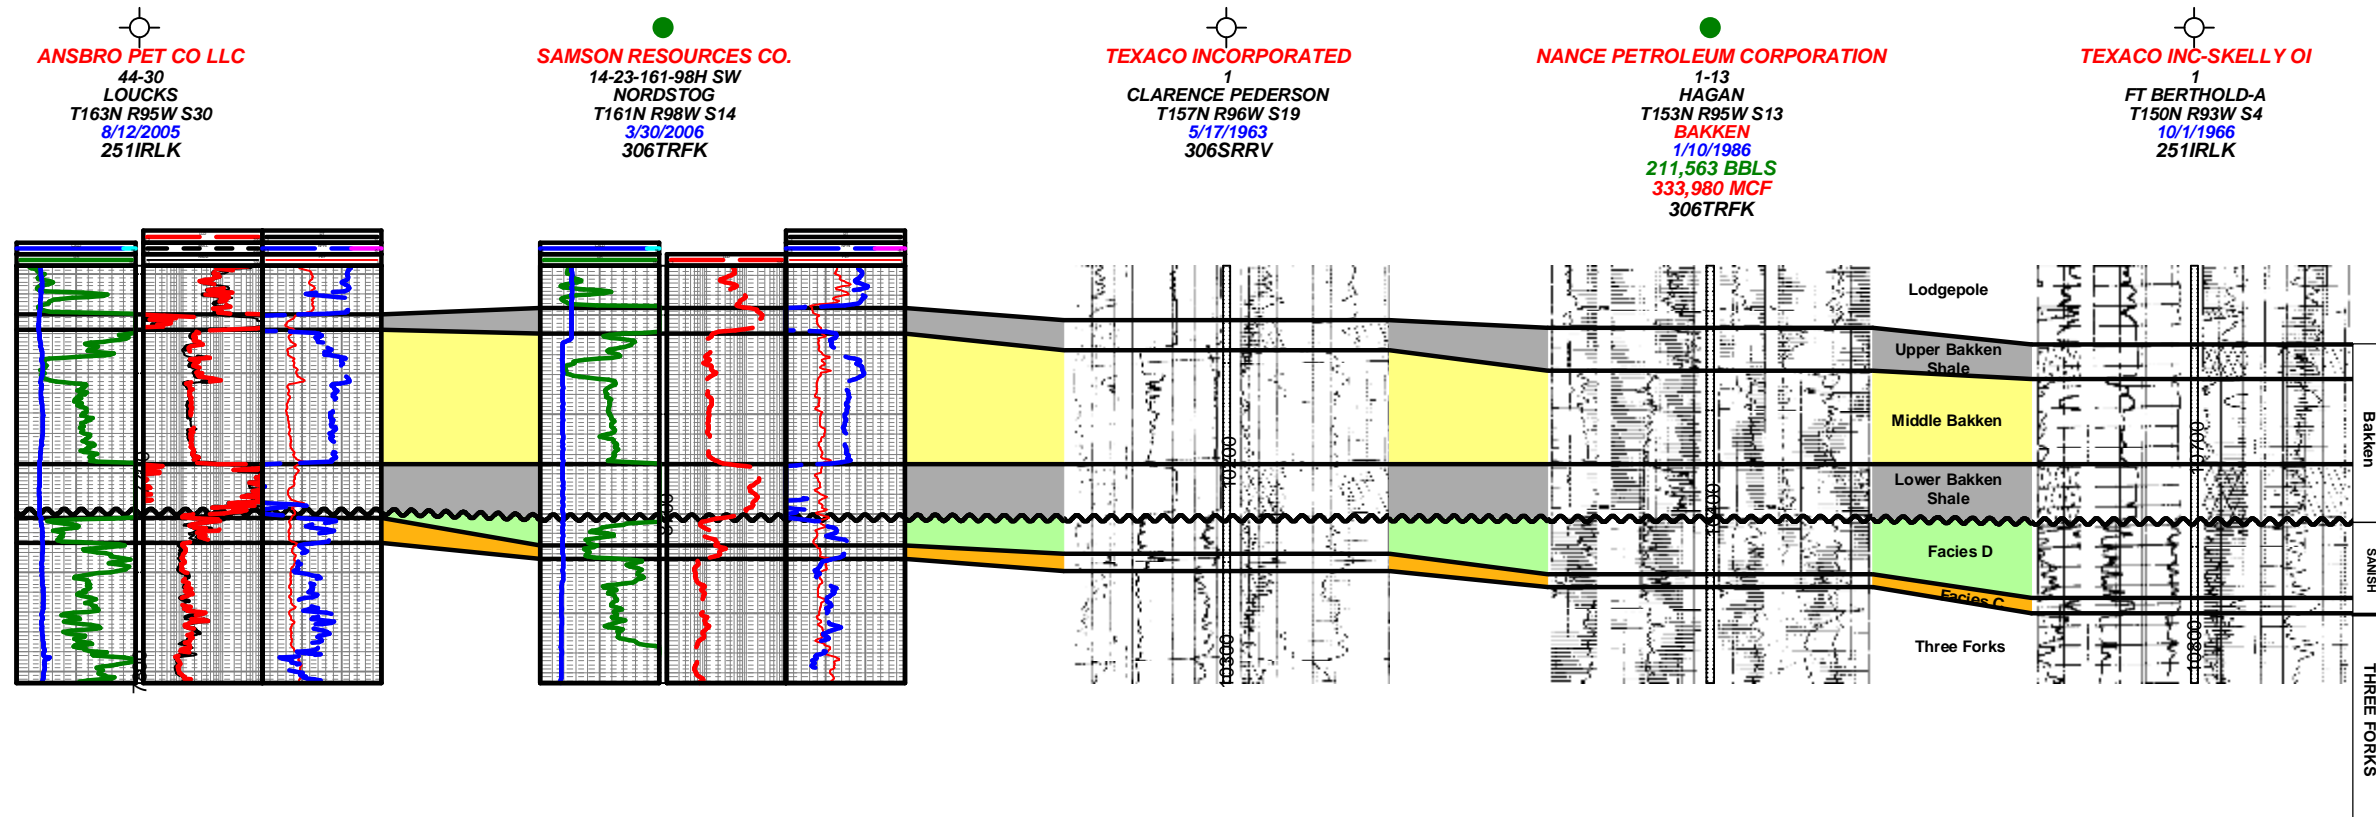 ANSBRO PET CO LLC
44-30
LOUCKS
T163N R95W S30
8/12/2005
251IRLK
SAMSON RESOURCES CO.
14-23-161-98H SW
NORDSTOG
T161N R98W S14
3/30/2006
306TRFK
TEXACO INCORPORATED
1
CLARENCE PEDERSON
T157N R96W S19
5/17/1963
306SRRV
NANCE PETROLEUM CORPORATION
1-13
HAGAN
T153N R95W S13
BAKKEN
1/10/1986
211,563 BBLS
333,980 MCF
306TRFK
TEXACO INC-SKELLY OI
1
FT BERTHOLD-A
T150N R93W S4
10/1/1966
251IRLK
Lodgepole
Upper Bakken
Shale
Middle Bakken
Lower Bakken
Shale
Facies D
Facies C
Three Forks
10200
10300
10700
10800
Bakken
SANISH
THREE FORKS